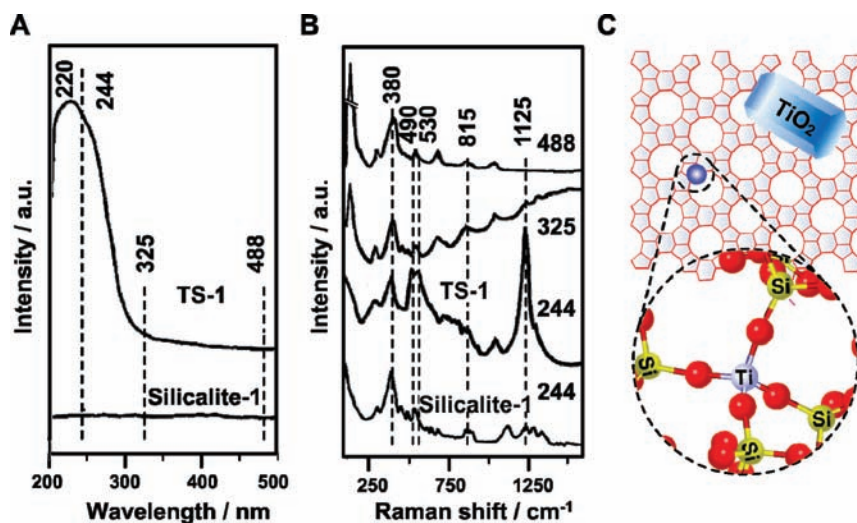 A
220
244
325
488
TS-1
Silicalite-1
Intensity / a.u.
200
300
400
500
Wavelength / nm
B
380
490
530
815
1125
488
325
TS-1
244
244
Silicalite-1
Intensity / a.u.
250
750
1250
Raman shift / cm⁻¹
C
TiO₂
Si
Si
Ti
Si
Si